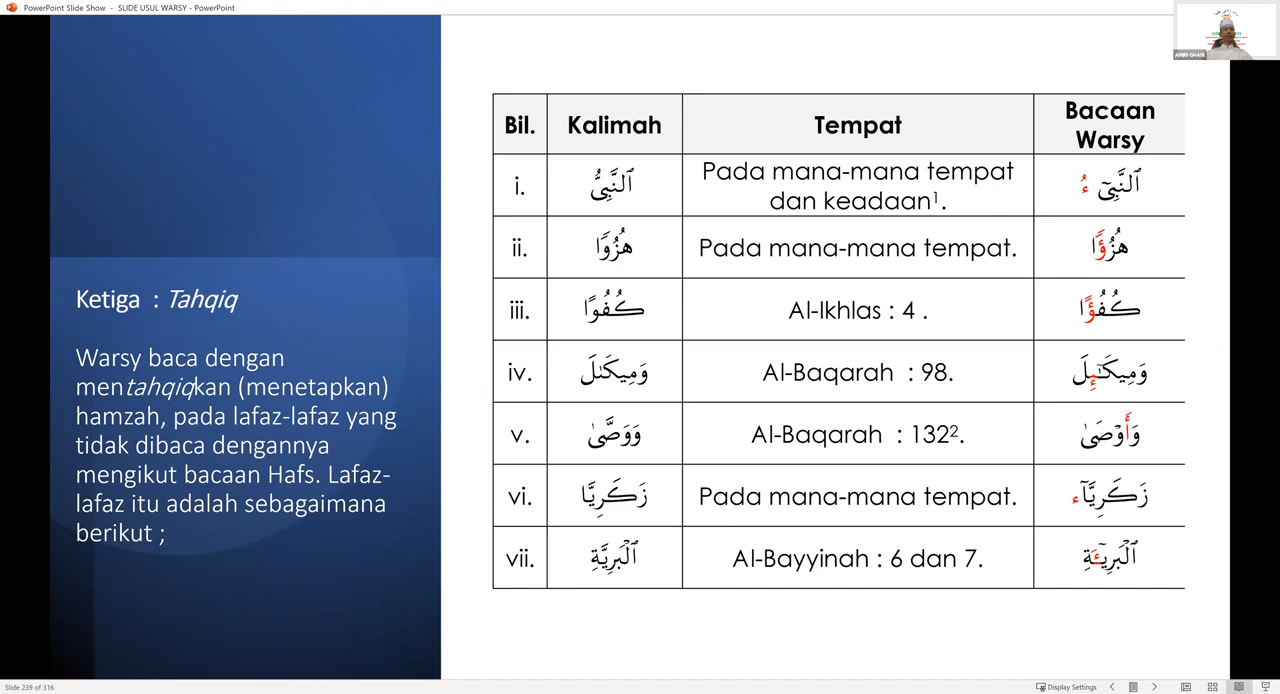 PowerPoint Slide Show - SLIDE USUL WARSY - PowerPoint
AMIRI GHANI
Ketiga : Tahqiq
Warsy baca dengan
mentahqiqkan (menetapkan)
hamzah, pada lafaz-lafaz yang
tidak dibaca dengannya
mengikut bacaan Hafs. Lafaz-
lafaz itu adalah sebagaimana
berikut ;
Bil. Kalimah Tempat Bacaan Warsy
i. ٱلنَّبِىُّ Pada mana-mana tempat dan keadaan¹. ٱلنَّبِىٓءُ
ii. هُزُوًا Pada mana-mana tempat. هُزُؤًا
iii. كُفُوًا Al-Ikhlas : 4 . كُفُؤًا
iv. وَمِيكَىٰلَ Al-Baqarah : 98. وَمِيكَـٰٓئِلَ
v. وَوَصَّىٰ Al-Baqarah : 132². وَأَوْصَىٰ
vi. زَكَرِيَّا Pada mana-mana tempat. زَكَرِيَّآء
vii. ٱلْبَرِيَّةِ Al-Bayyinah : 6 dan 7. ٱلْبَرِيٓـَٔةِ
Slide 239 of 316
Display Settings